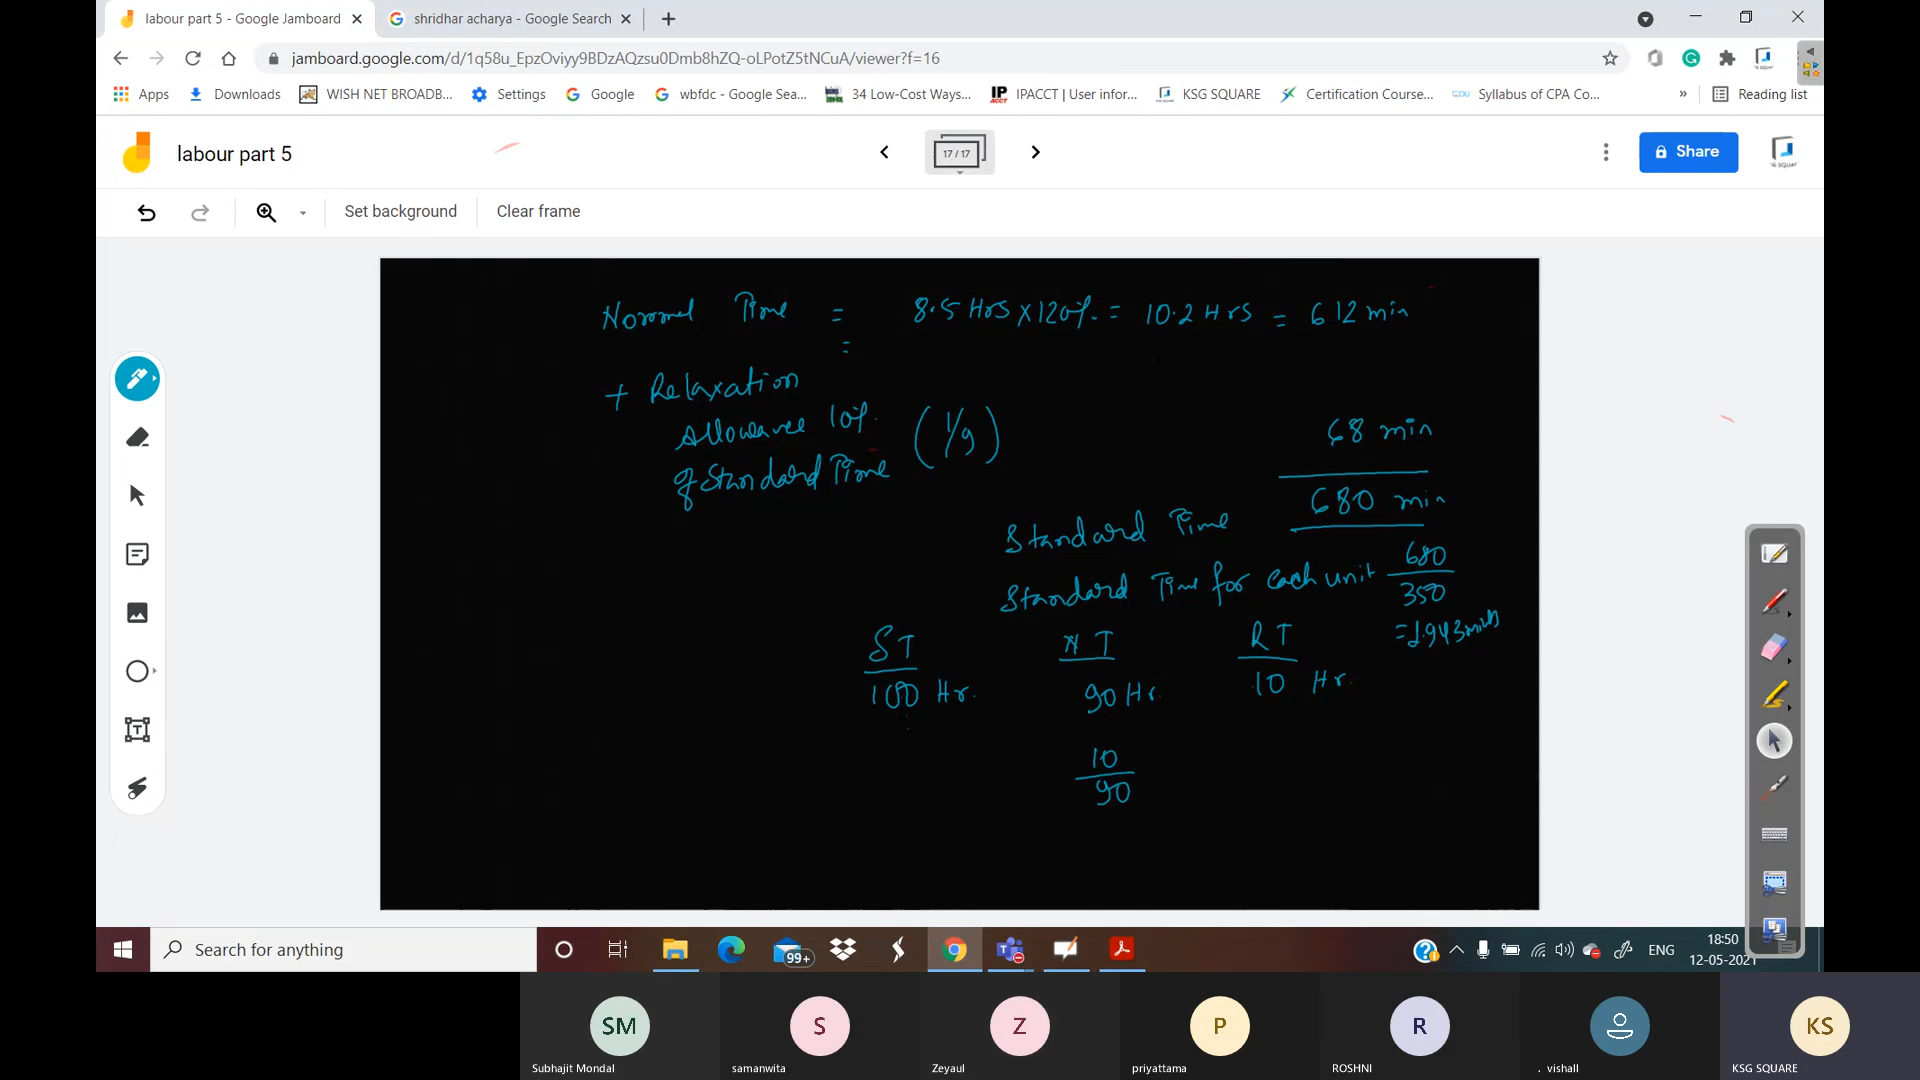 labour part 5 - Google Jamboard
shridhar acharya - Google Search
jamboard.google.com/d/1q58u_EpzOviyy9BDzAQzsu0Dmb8hZQ-oLPotZ5tNCuA/viewer?f=16
Apps Downloads WISH NET BROADB... Settings Google wbfdc - Google Sea... 34 Low-Cost Ways... IPACCT | User infor... KSG SQUARE Certification Course... Syllabus of CPA Co... » Reading list
labour part 5
17 / 17
Share
Set background Clear frame
Normal Time = 8.5 Hrs X 120% = 10.2 Hrs = 612 min
=
+ Relaxation
Allowance 10%
of Standard Time (1/9)
68 min
Standard Time 680 min
Standard Time for each unit 680
350
= 1.943 min
ST NT RT
100 Hr. 90 Hr. 10 Hr.
10
90
Search for anything
99+
ENG
18:50
12-05-2021
SM S Z P R KS
Subhajit Mondal samanwita Zeyaul priyattama ROSHNI . vishall KSG SQUARE